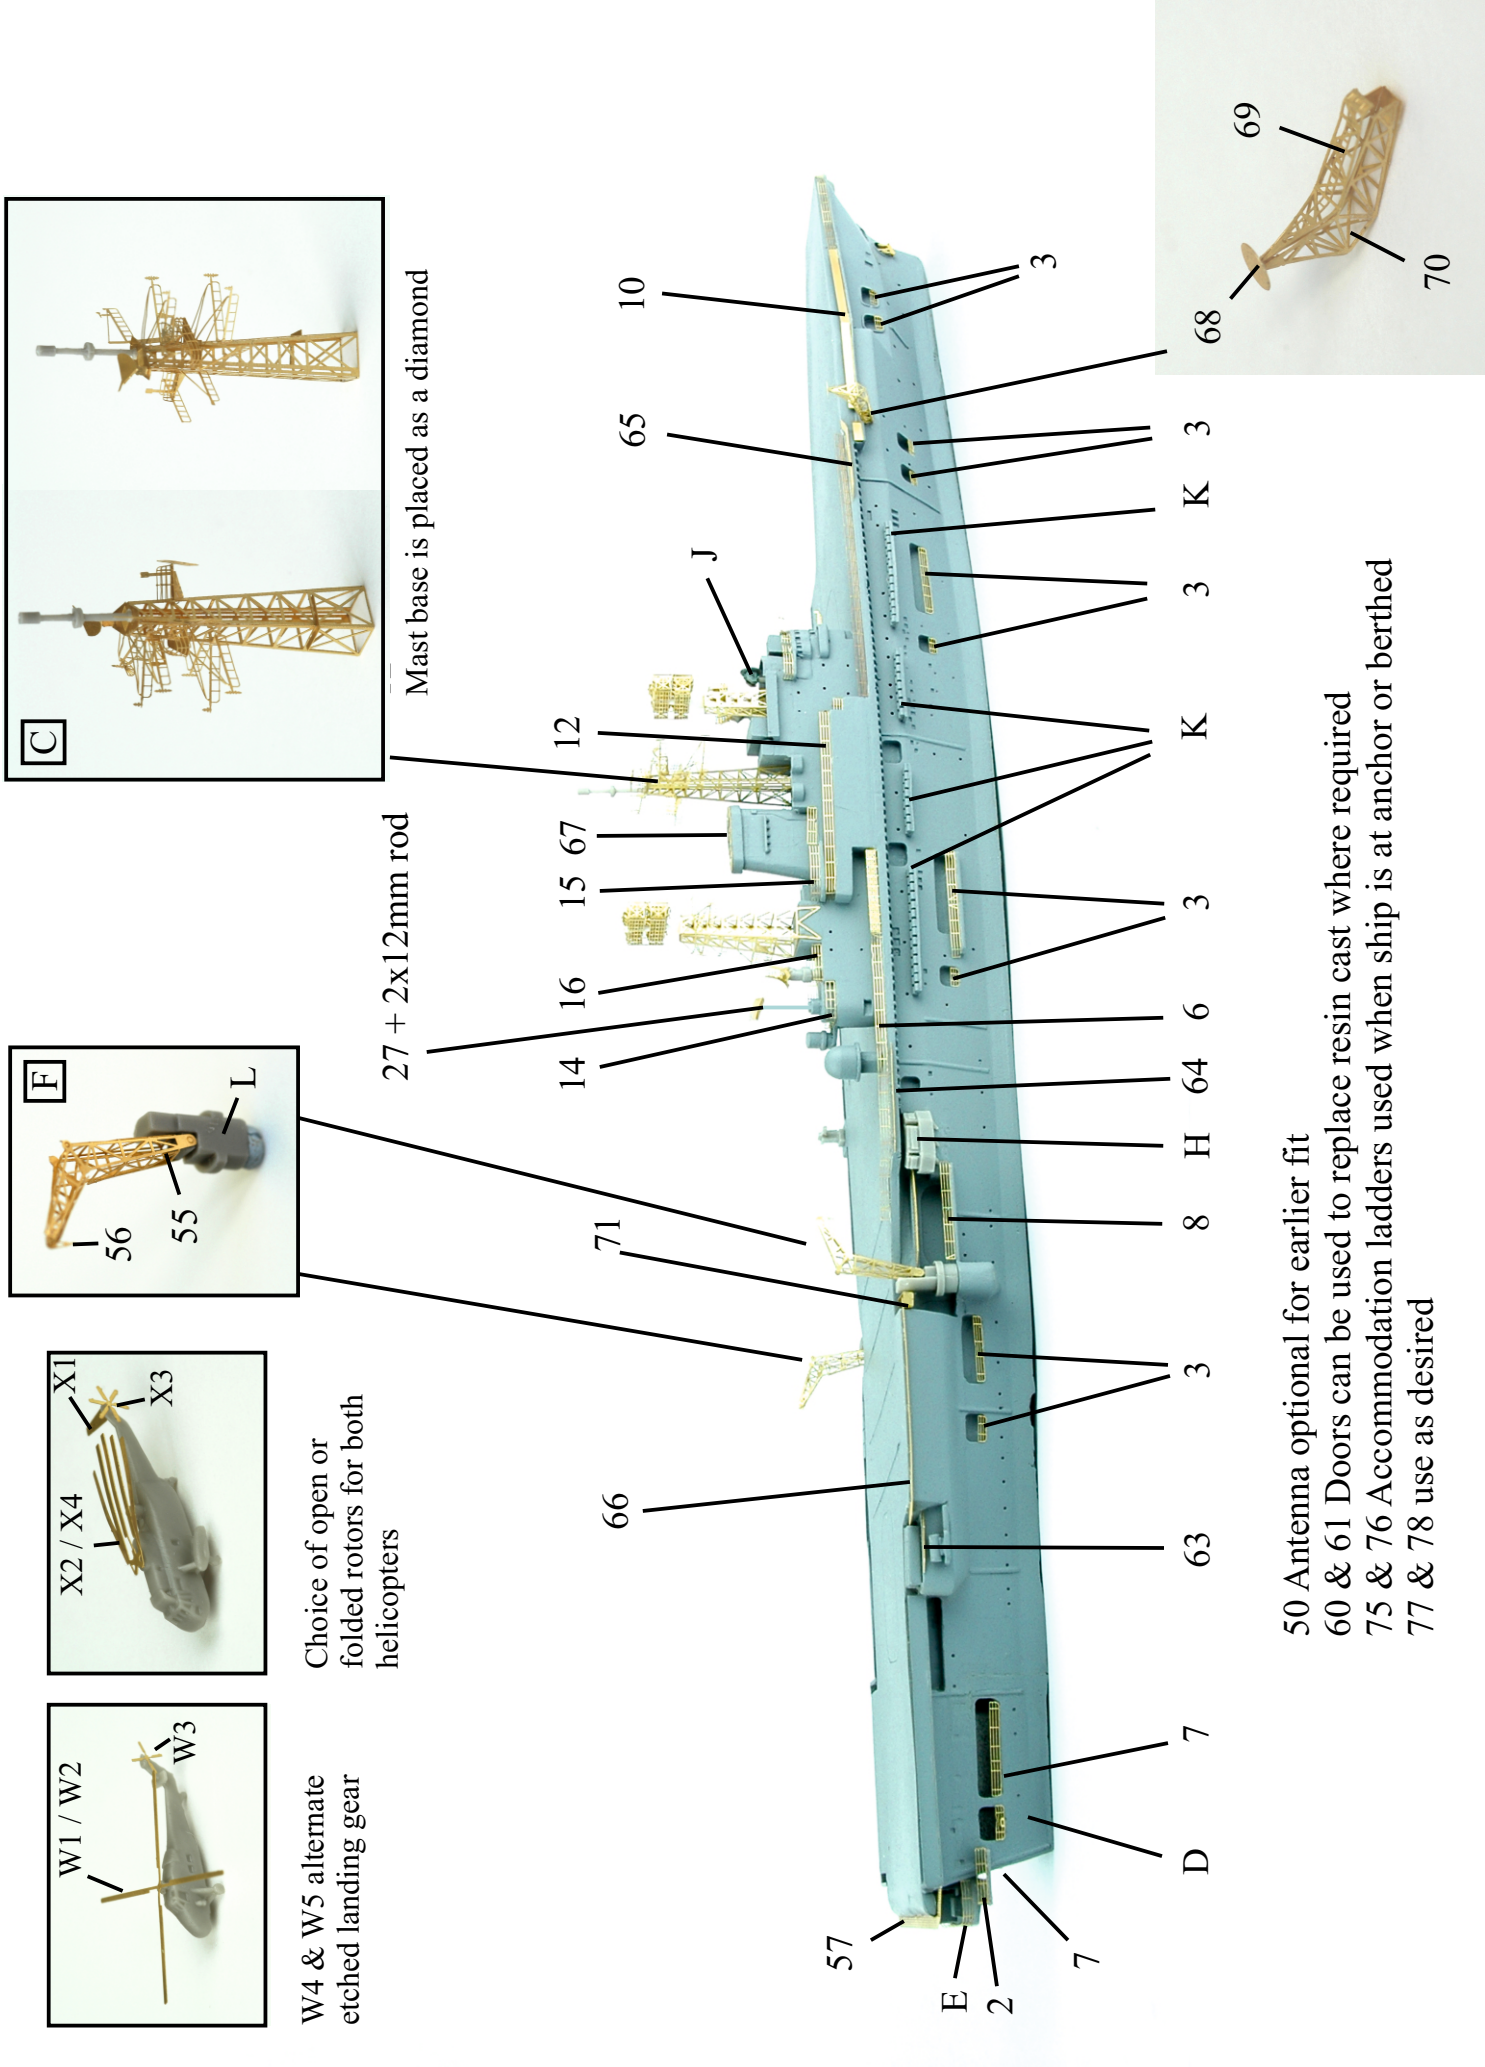 W1 / W2
W3
W4 & W5 alternate
etched landing gear
X1
X2 / X4
X3
Choice of open or
folded rotors for both
helicopters
F
L
56
55
C
Mast base is placed as a diamond
27 + 2x12mm rod
71
14
16
15
67
12
J
65
10
66
57
E
2
7
D
7
63
3
8
H
64
6
3
K
3
K
3
3
68
69
70
50 Antenna optional for earlier fit
60 & 61 Doors can be used to replace resin cast where required
75 & 76 Accommodation ladders used when ship is at anchor or berthed
77 & 78 use as desired